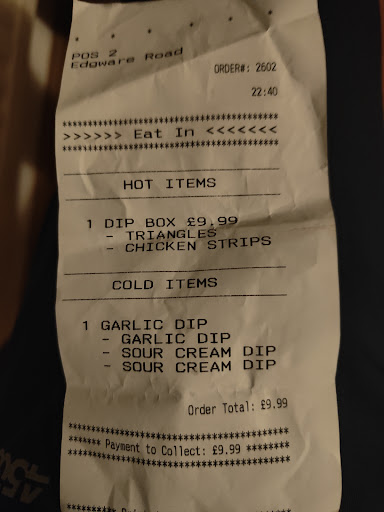 * * * * * *
POS 2
Edgware Road
ORDER#: 2602
22:40
****************************************
>>>>>> Eat In <<<<<<<
****************************************
HOT ITEMS
1 DIP BOX £9.99
- TRIANGLES
- CHICKEN STRIPS
COLD ITEMS
1 GARLIC DIP
- GARLIC DIP
- SOUR CREAM DIP
- SOUR CREAM DIP
Order Total: £9.99
****************************************
****** Payment to Collect: £9.99 *******
****************************************